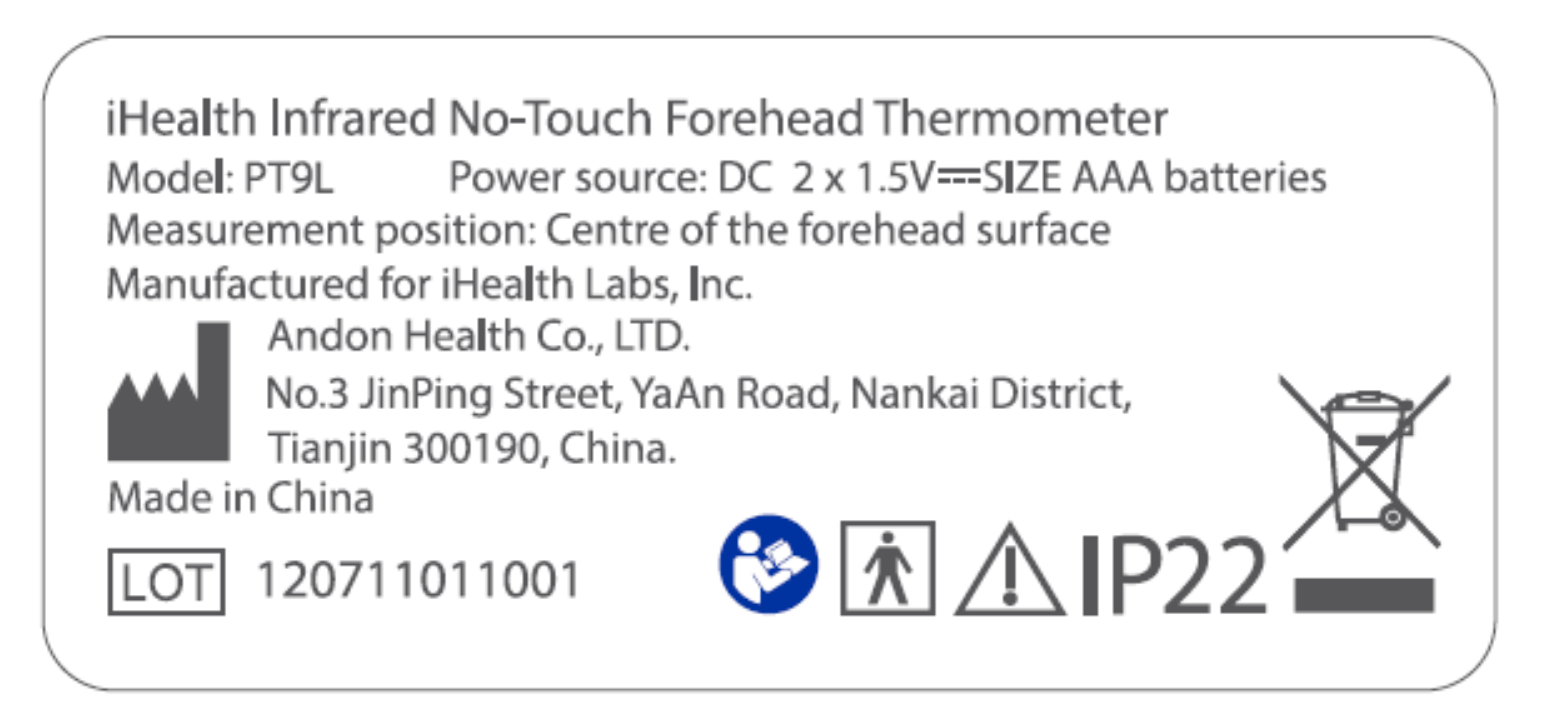 iHealth Infrared No-Touch Forehead Thermometer
Model: PT9L Power source: DC 2 x 1.5V⎓SIZE AAA batteries
Measurement position: Centre of the forehead surface
Manufactured for iHealth Labs, Inc.
Andon Health Co., LTD.
No.3 JinPing Street, YaAn Road, Nankai District,
Tianjin 300190, China.
Made in China
LOT 120711011001
IP22